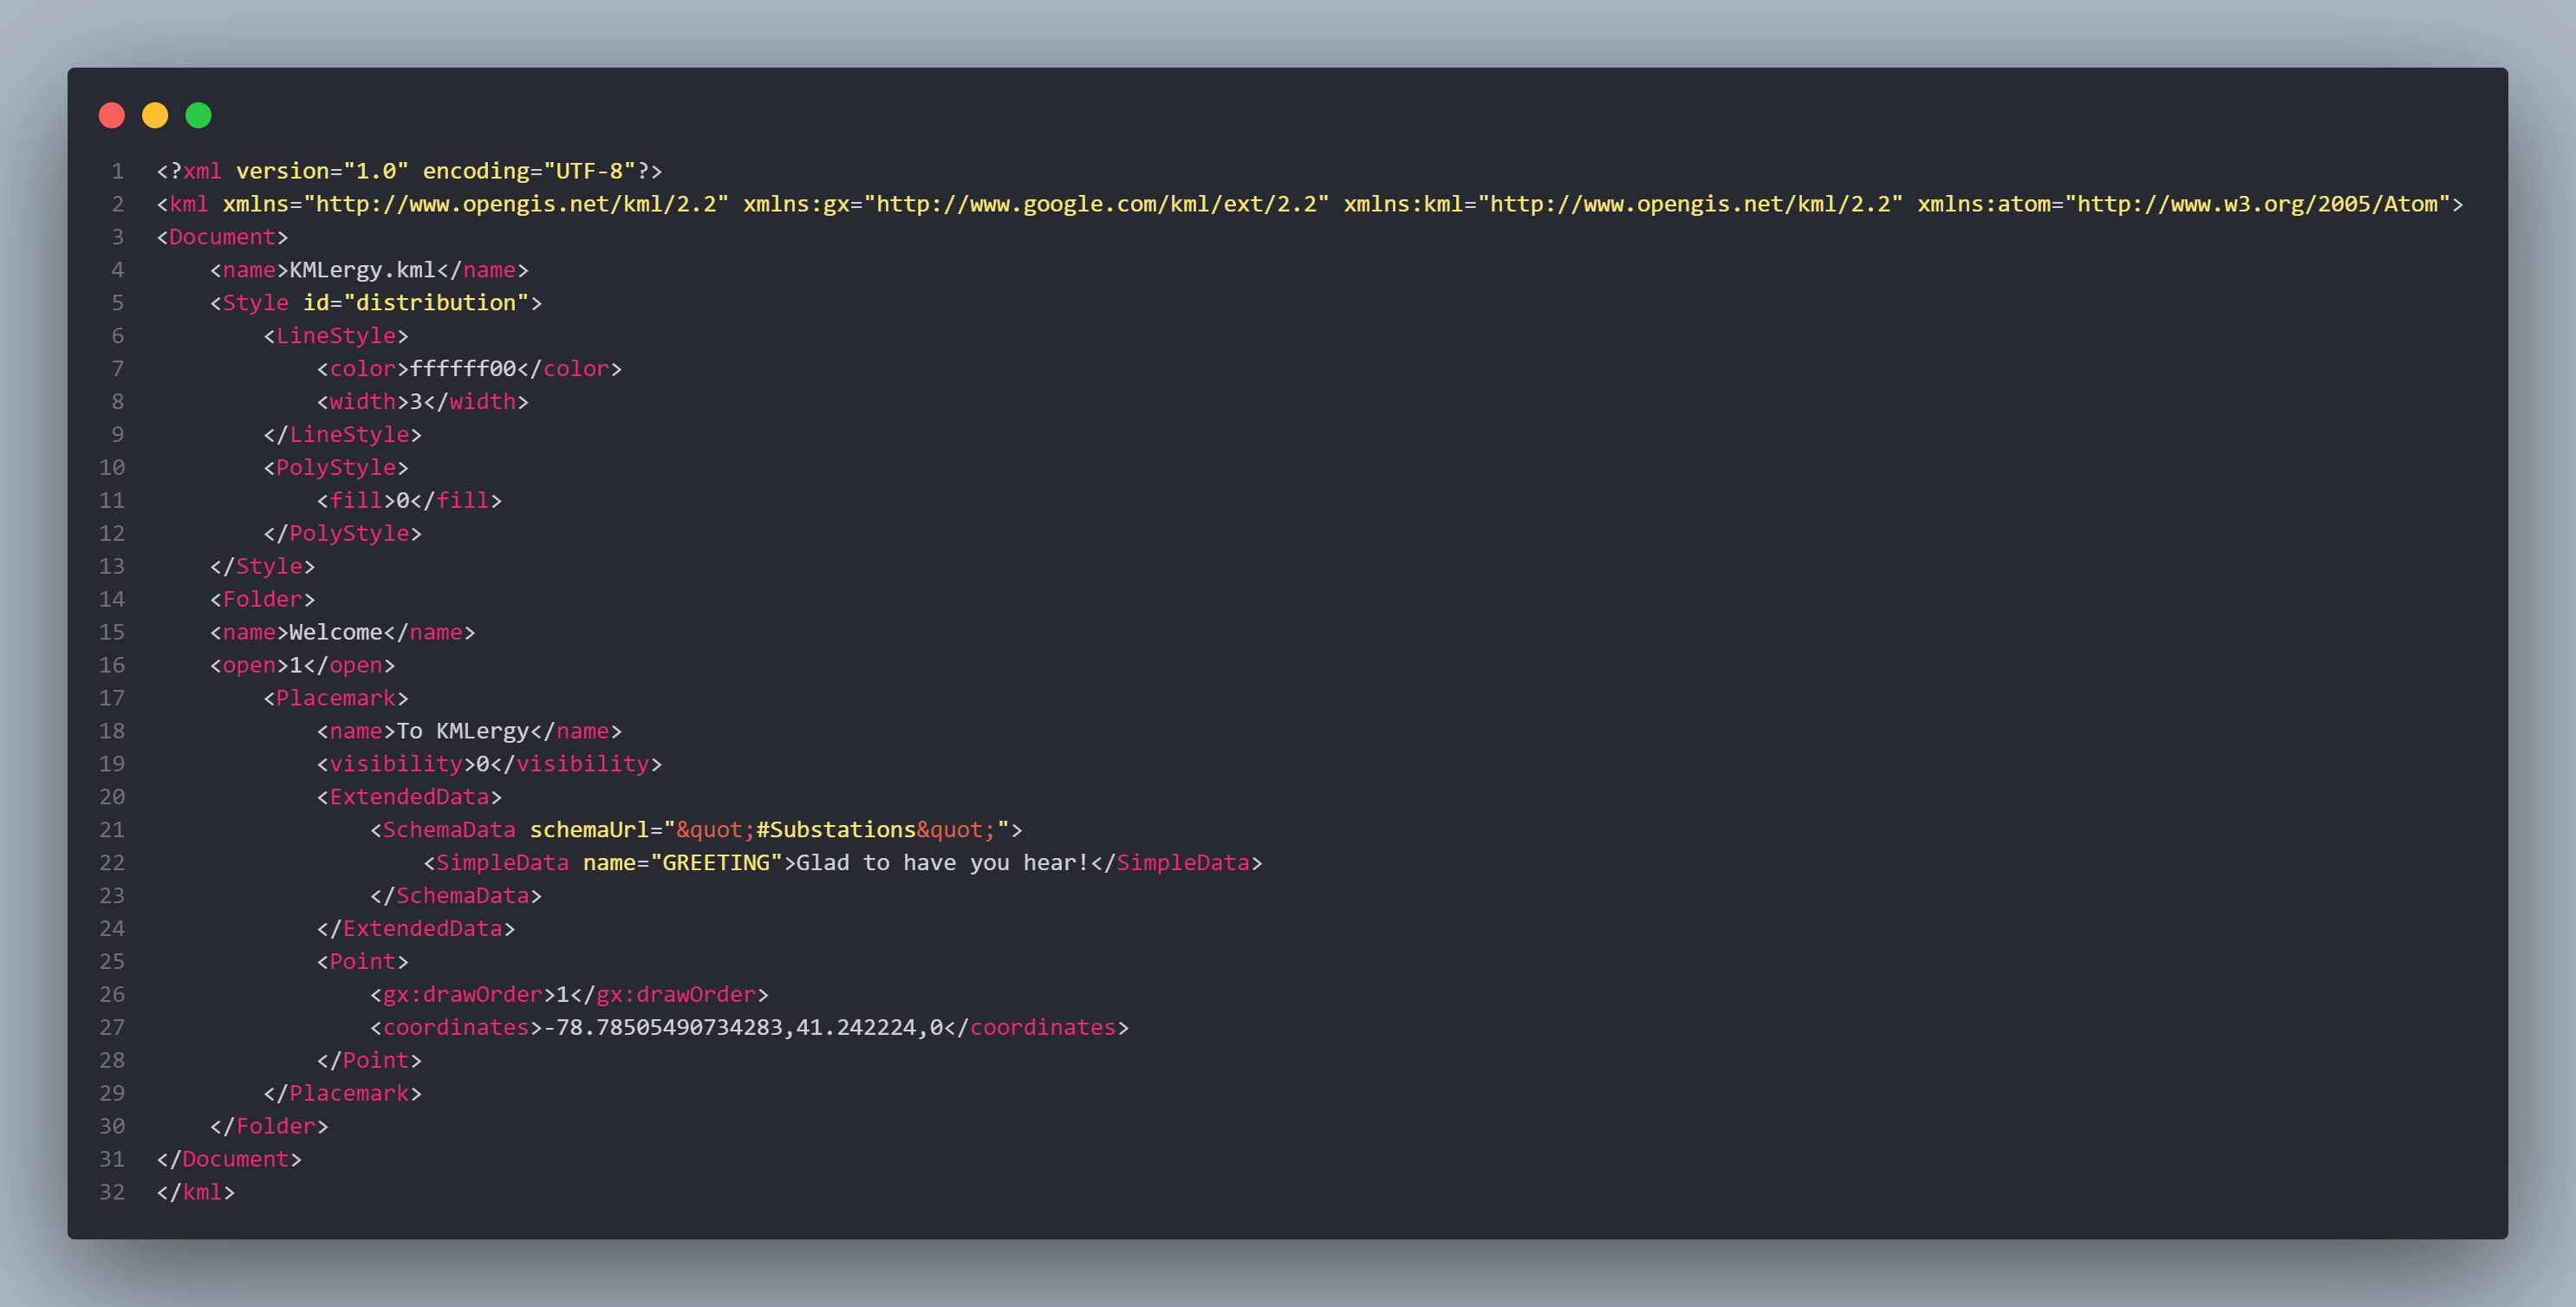 1 <?xml version="1.0" encoding="UTF-8"?>
2 <kml xmlns="http://www.opengis.net/kml/2.2" xmlns:gx="http://www.google.com/kml/ext/2.2" xmlns:kml="http://www.opengis.net/kml/2.2" xmlns:atom="http://www.w3.org/2005/Atom">
3 <Document>
4     <name>KMLergy.kml</name>
5     <Style id="distribution">
6         <LineStyle>
7             <color>ffffff00</color>
8             <width>3</width>
9         </LineStyle>
10         <PolyStyle>
11             <fill>0</fill>
12         </PolyStyle>
13     </Style>
14     <Folder>
15     <name>Welcome</name>
16     <open>1</open>
17         <Placemark>
18             <name>To KMLergy</name>
19             <visibility>0</visibility>
20             <ExtendedData>
21                 <SchemaData schemaUrl="&quot;#Substations&quot;">
22                     <SimpleData name="GREETING">Glad to have you hear!</SimpleData>
23                 </SchemaData>
24             </ExtendedData>
25             <Point>
26                 <gx:drawOrder>1</gx:drawOrder>
27                 <coordinates>-78.78505490734283,41.242224,0</coordinates>
28             </Point>
29         </Placemark>
30     </Folder>
31 </Document>
32 </kml>